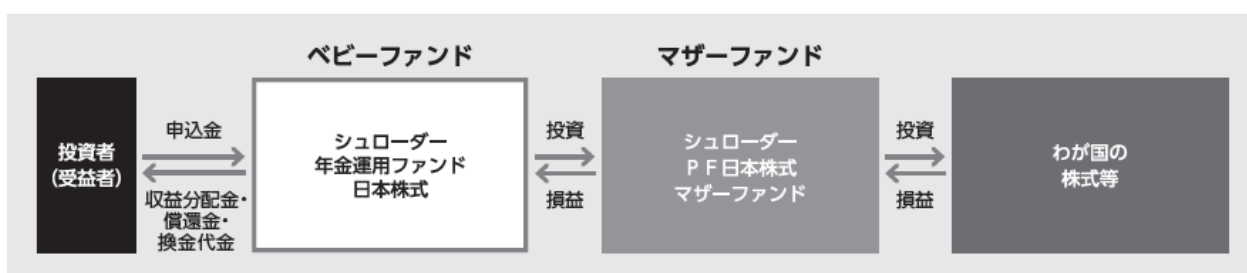 ベビーファンド
マザーファンド
投資者
(受益者)
申込金
収益分配金・
償還金・
換金代金
シュローダー
年金運用ファンド
日本株式
投資
損益
シュローダー
ＰＦ日本株式
マザーファンド
投資
損益
わが国の
株式等